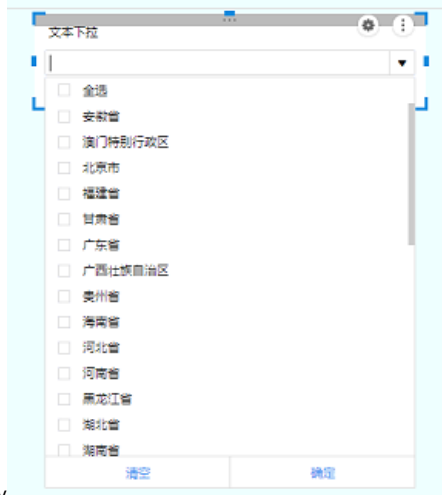 文本下拉
全选
安徽省
澳门特别行政区
北京市
福建省
甘肃省
广东省
广西壮族自治区
贵州省
海南省
河北省
河南省
黑龙江省
湖北省
湖南省
清空 确定